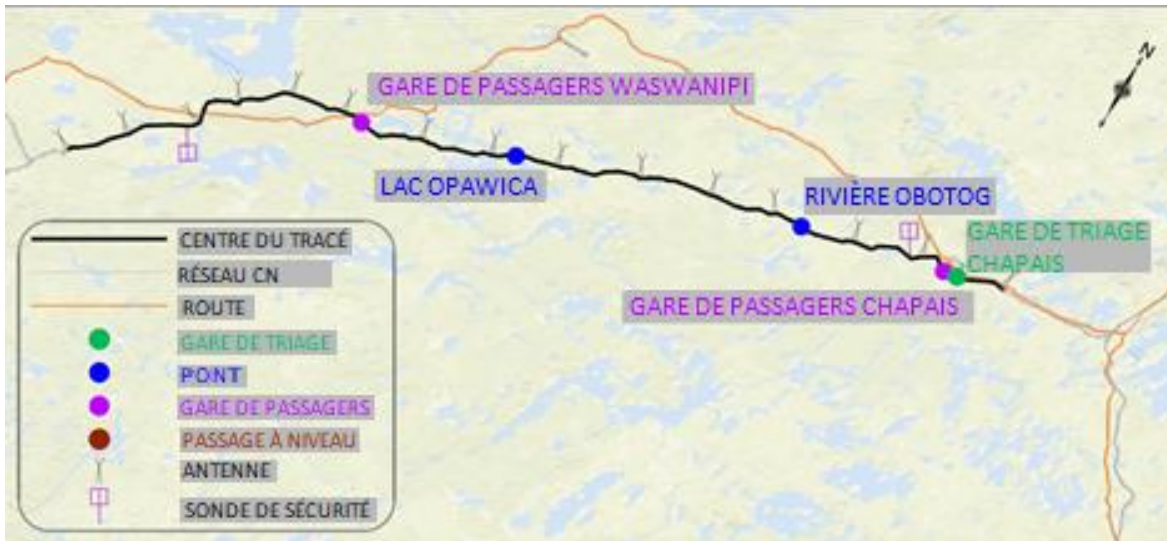 N
GARE DE PASSAGERS WASWANIPI
LAC OPAWICA
RIVIÈRE OBOTOG
GARE DE TRIAGE
CHAPAIS
GARE DE PASSAGERS CHAPAIS
CENTRE DU TRACÉ
RÉSEAU CN
ROUTE
GARE DE TRIAGE
PONT
GARE DE PASSAGERS
PASSAGE À NIVEAU
ANTENNE
SONDE DE SÉCURITÉ